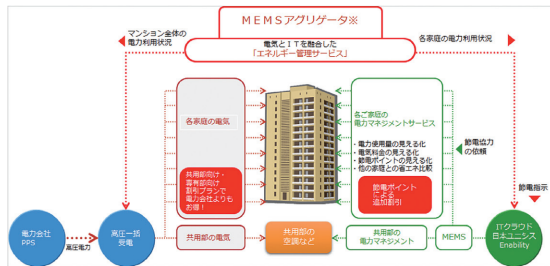 MEMSアグリゲータ※
マンション全体の
電力利用状況
電気とITを融合した
「エネルギー管理サービス」
各家庭の電力利用状況
各家庭の電気
共用部向け・
専有部向け
割引プランで
電力会社よりも
お得！
各ご家庭の
電力マネジメントサービス
・電力使用量の見える化
・電気料金の見える化
・節電ポイントの見える化
・他の家庭との省エネ比較
節電ポイント
による
追加割引
節電協力
の依頼
節電指示
電力会社
PPS
高圧電力
高圧一括
受電
共用部の電気
共用部の
空調など
共用部の
電力マネジメント
MEMS
ITクラウド
日本ユニシス
Enability